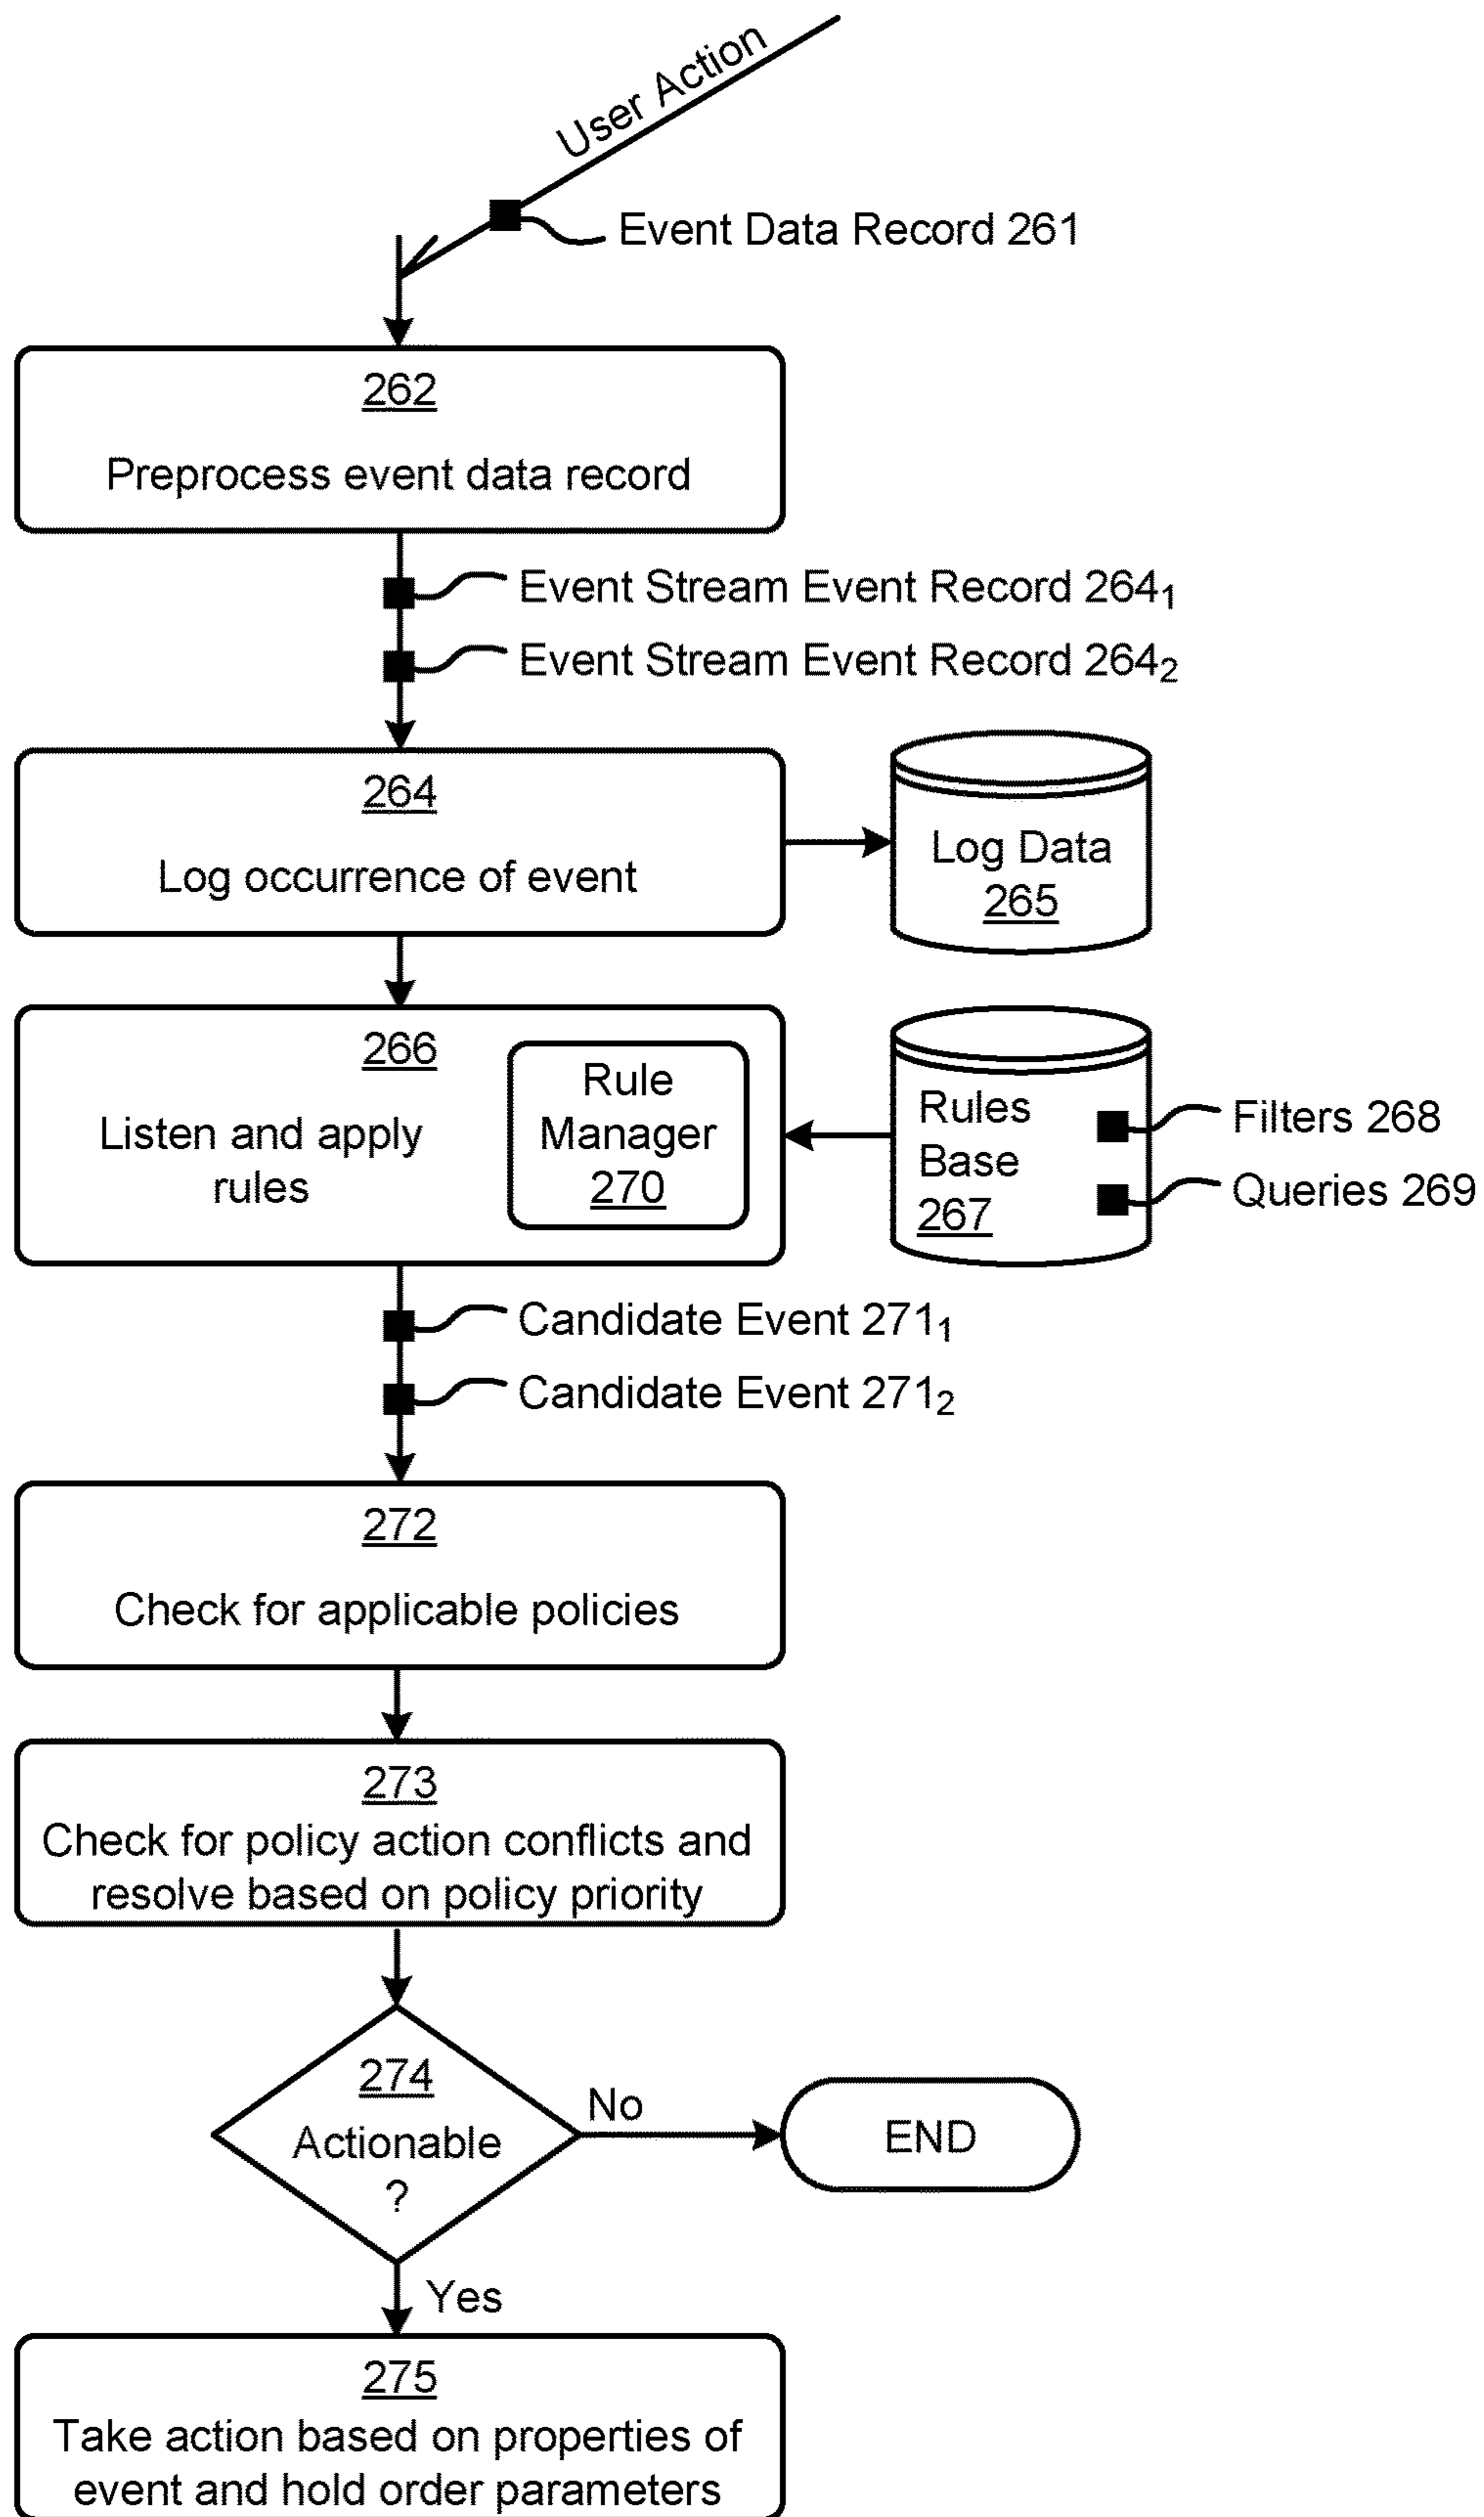 User Action
Event Data Record 261
262
Preprocess event data record
Event Stream Event Record 264₁
Event Stream Event Record 264₂
264
Log occurrence of event
Log Data
265
266
Listen and apply
rules
Rule
Manager
270
Rules
Base
267
Filters 268
Queries 269
Candidate Event 271₁
Candidate Event 271₂
272
Check for applicable policies
273
Check for policy action conflicts and
resolve based on policy priority
274
Actionable
?
No
END
Yes
275
Take action based on properties of
event and hold order parameters